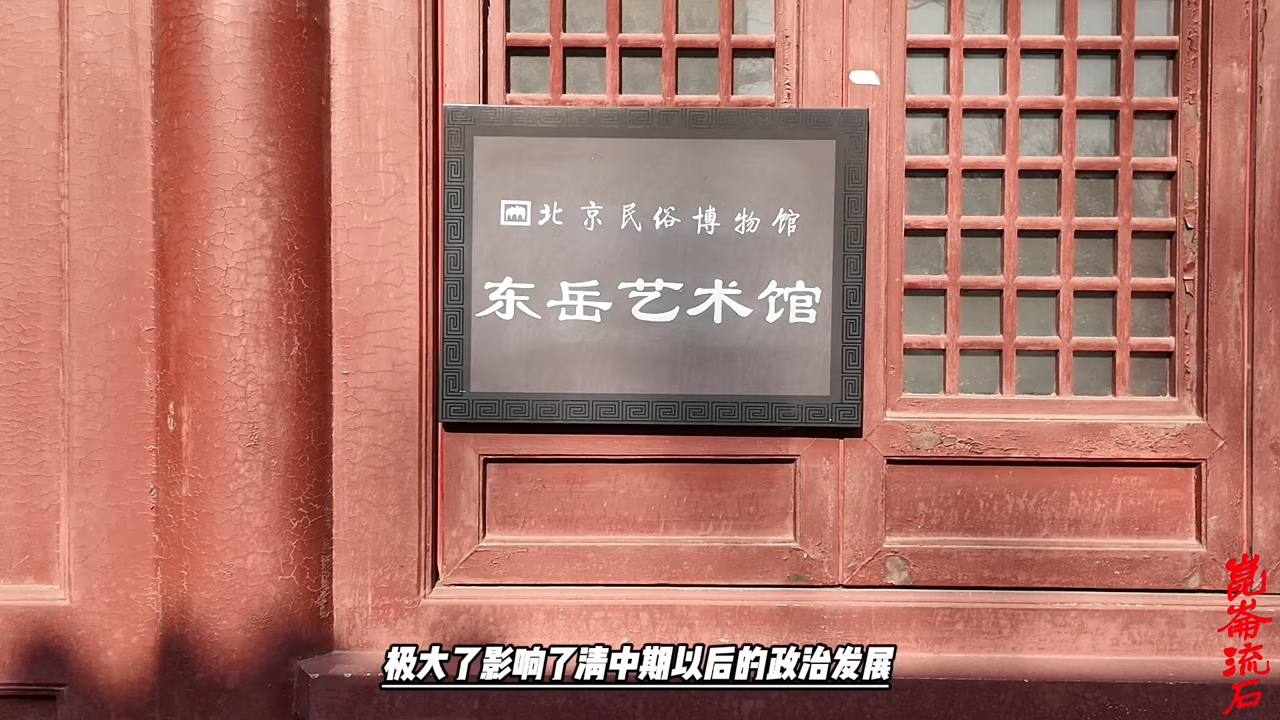 北京民俗博物馆
东岳艺术馆
极大了影响了清中期以后的政治发展
崑崙流石